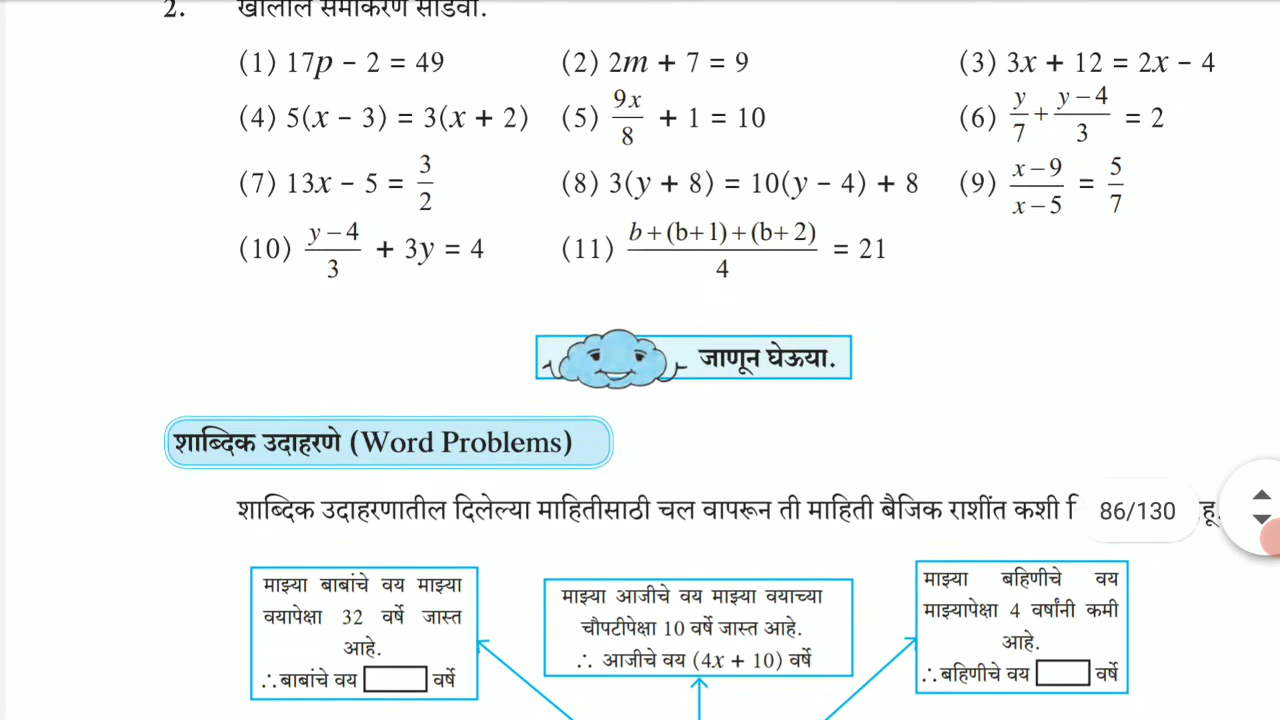 2. खालील समीकरणे सोडवा.
(1) 17p − 2 = 49 (2) 2m + 7 = 9 (3) 3x + 12 = 2x − 4
(4) 5(x − 3) = 3(x + 2) (5) 9x/8 + 1 = 10 (6) y/7 + (y−4)/3 = 2
(7) 13x − 5 = 3/2 (8) 3(y + 8) = 10(y − 4) + 8 (9) (x−9)/(x−5) = 5/7
(10) (y−4)/3 + 3y = 4 (11) (b+(b+1)+(b+2))/4 = 21
जाणून घेऊया.
शाब्दिक उदाहरणे (Word Problems)
शाब्दिक उदाहरणातील दिलेल्या माहितीसाठी चल वापरून ती माहिती बैजिक राशींत कशी
86/130
माझ्या बाबांचे वय माझ्या
वयापेक्षा 32 वर्षे जास्त
आहे.
∴बाबांचे वय वर्षे
माझ्या आजीचे वय माझ्या वयाच्या
चौपटीपेक्षा 10 वर्षे जास्त आहे.
∴ आजीचे वय (4x + 10) वर्षे
माझ्या बहिणीचे वय
माझ्यापेक्षा 4 वर्षांनी कमी
आहे.
∴बहिणीचे वय वर्षे